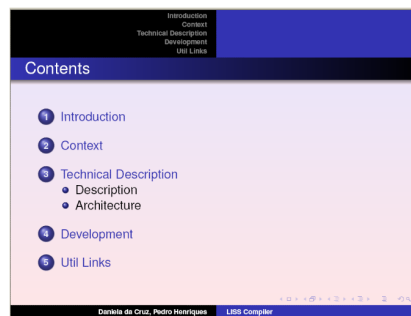 Introduction
Context
Technical Description
Development
Util Links
Contents
1 Introduction
2 Context
3 Technical Description
Description
Architecture
4 Development
5 Util Links
Daniela da Cruz, Pedro Henriques LISS Compiler